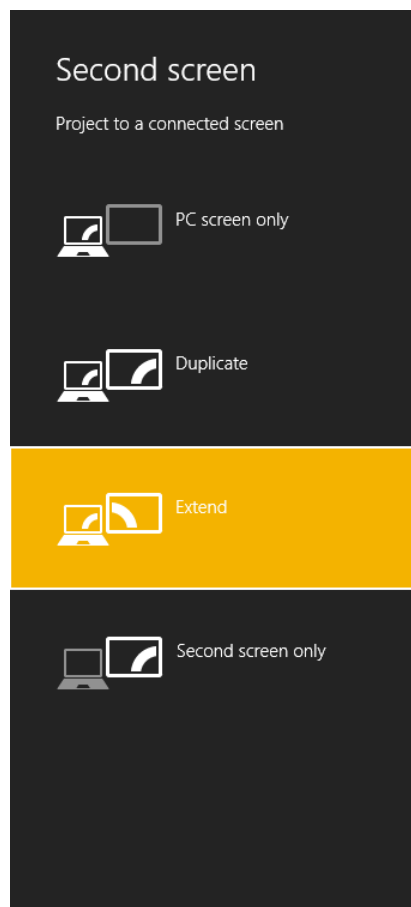 Second screen
Project to a connected screen
PC screen only
Duplicate
Extend
Second screen only